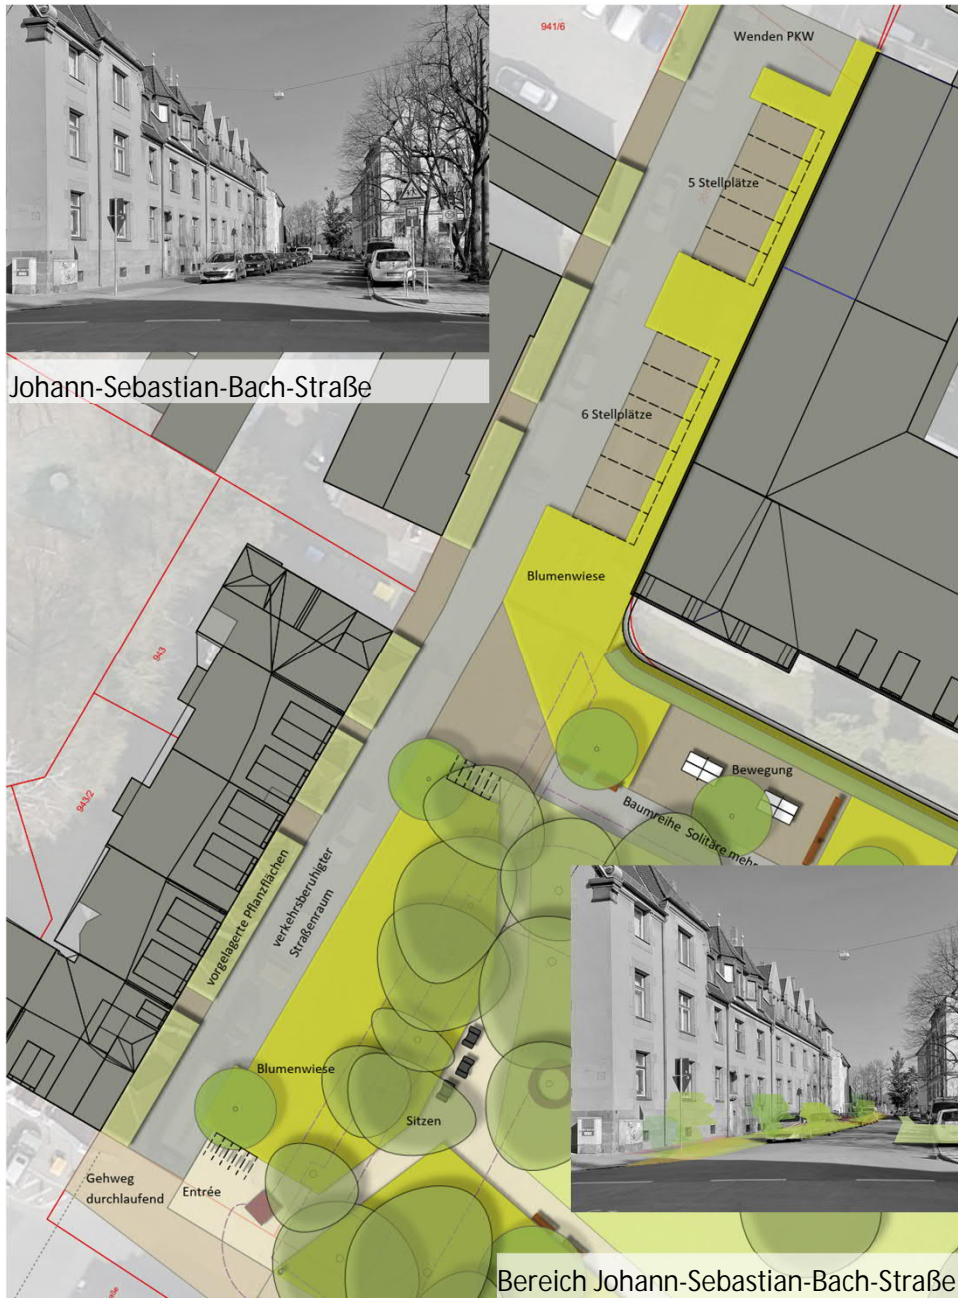 941/6
Wenden PKW
5 Stellplätze
Johann-Sebastian-Bach-Straße
6 Stellplätze
Blumenwiese
943
943/2
Bewegung
Baumreihe Solitäre mehr
vorgelagerte Pflanzflächen
verkehrsberuhigter
Straßenraum
Blumenwiese
Sitzen
Gehweg
durchlaufend
Entrée
Bereich Johann-Sebastian-Bach-Straße